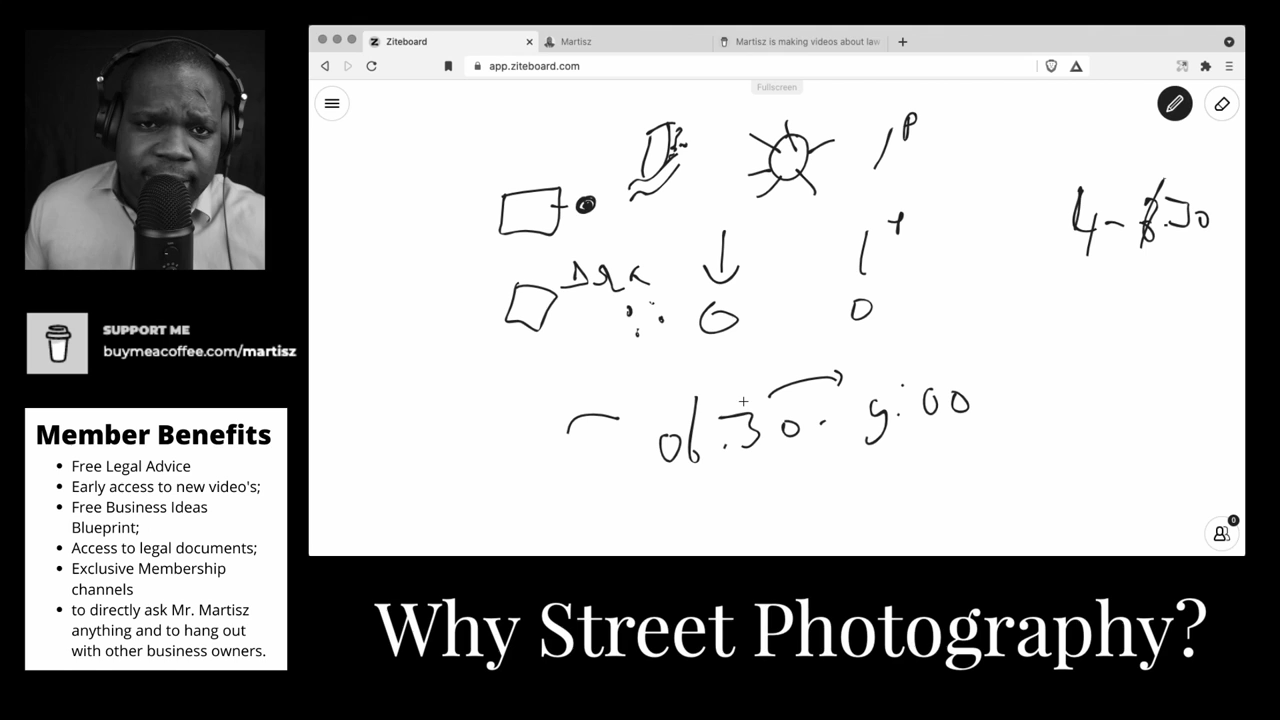 Ziteboard
Martisz
Martisz is making videos about law
app.ziteboard.com
Fullscreen
P
4 - 8.30
06.30.
9:00
SUPPORT ME
buymeacoffee.com/martisz
0
Member Benefits
Free Legal Advice
Early access to new video's;
Free Business Ideas
Blueprint;
Access to legal documents;
Exclusive Membership
channels
to directly ask Mr. Martisz
anything and to hang out
with other business owners.
Why Street Photography?